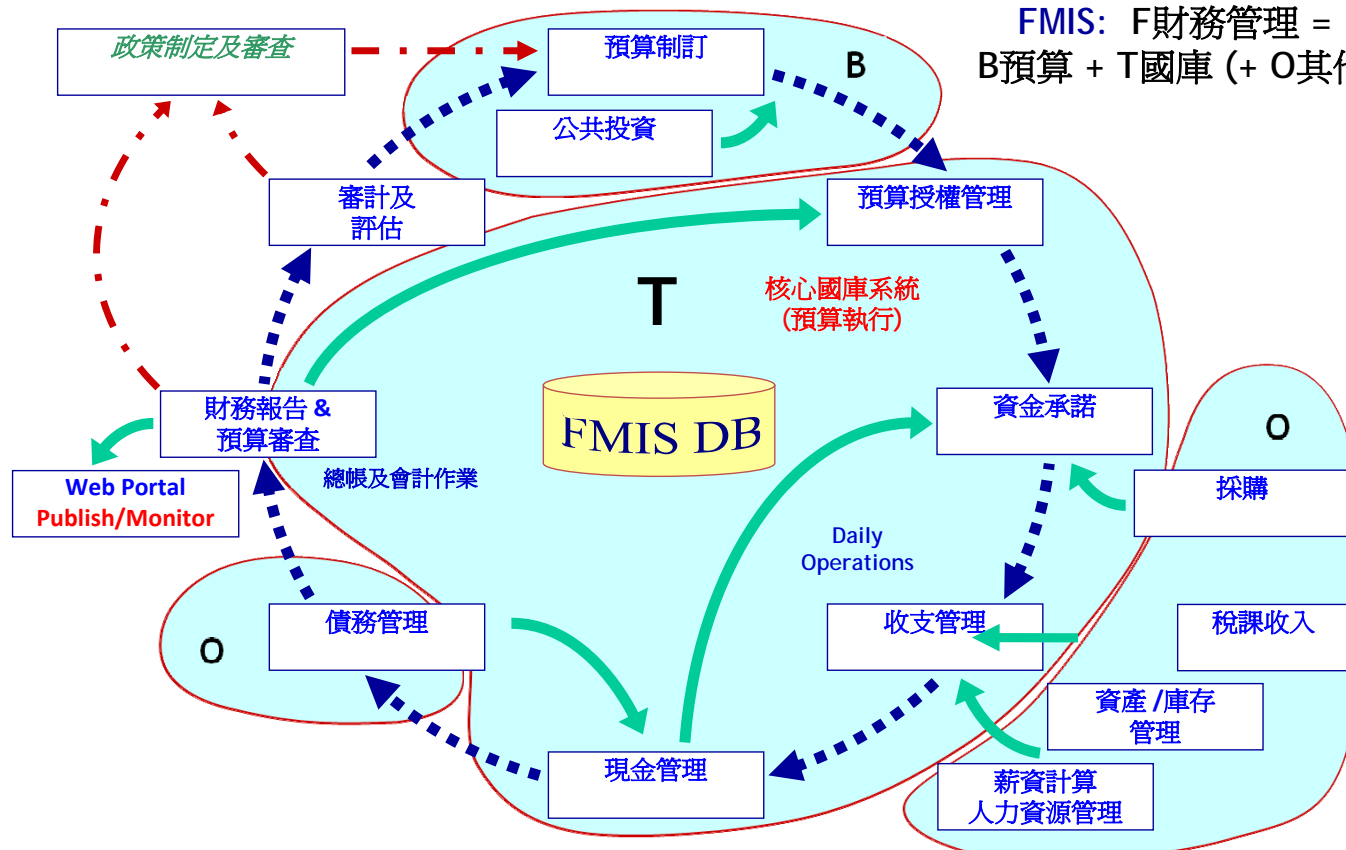 FMIS: F財務管理 =
B預算 + T國庫 (+ O其他
政策制定及審查
預算制訂
B
公共投資
審計及
評估
預算授權管理
T
核心國庫系統
(預算執行)
FMIS DB
財務報告 &
預算審查
資金承諾
O
總帳及會計作業
採購
Web Portal
Publish/Monitor
Daily
Operations
債務管理
收支管理
稅課收入
O
資產 /庫存
管理
現金管理
薪資計算
人力資源管理